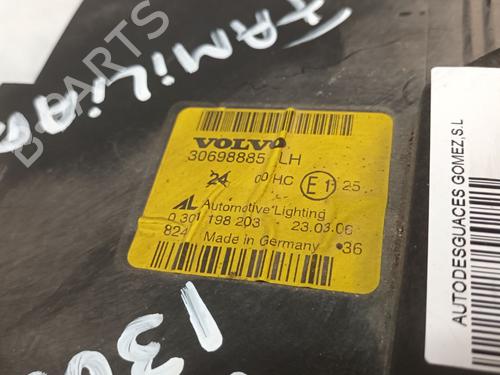 FAMILIAR
B-PARTS
VOLVO
30698885 LH
24 00 HC E1 25
AL Automotive Lighting
0 301 198 203 23.03.06
824 Made in Germany 36
AUTODESGUACES GOMEZ,S.L